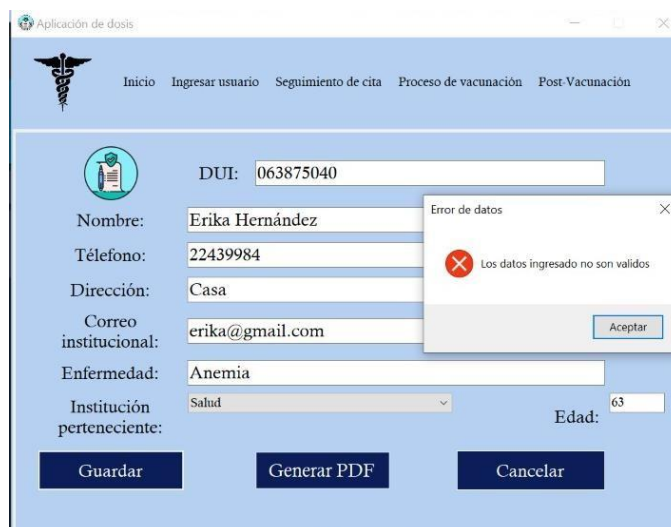 Aplicación de dosis
Inicio Ingresar usuario Seguimiento de cita Proceso de vacunación Post-Vacunación
DUI: 063875040
Nombre: Erika Hernández
Télefono: 22439984
Dirección: Casa
Correo
institucional: erika@gmail.com
Enfermedad: Anemia
Institución
perteneciente: Salud
Edad: 63
Guardar Generar PDF Cancelar
Error de datos
Los datos ingresado no son validos
Aceptar